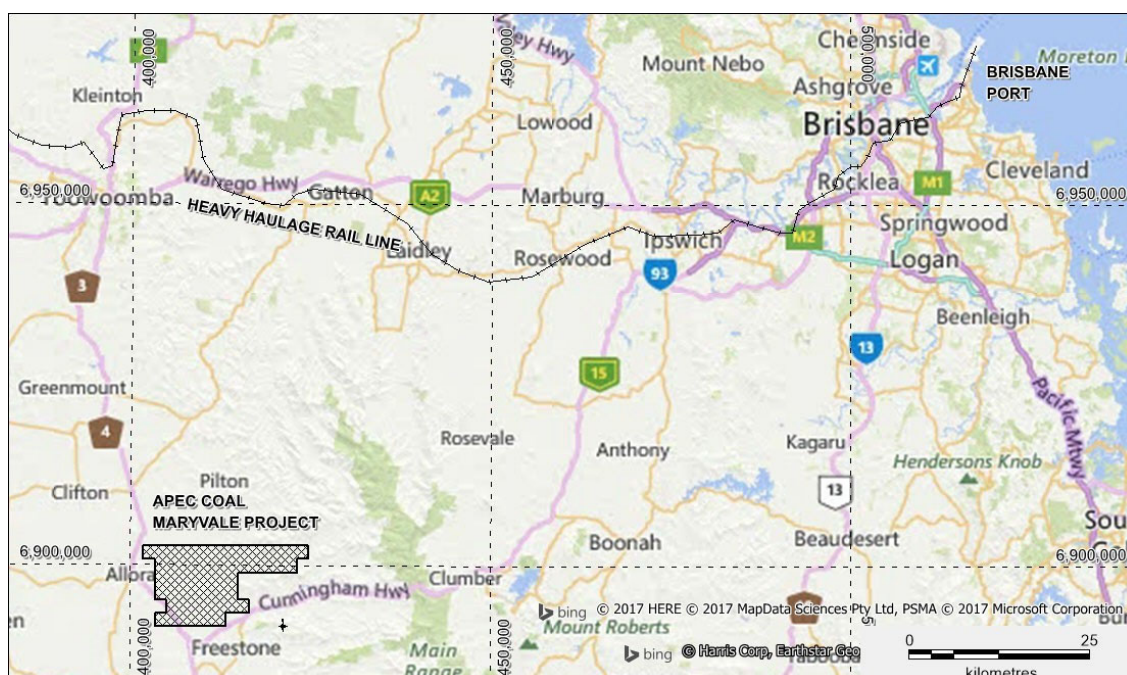 400,000
450,000
500,000
Kleinton
Mount Nebo
Chermside
Ashgrove
BRISBANE
PORT
Lowood
Brisbane
Cleveland
6,950,000
Toowoomba
Warrego Hwy
Gatton
A2
Marburg
Rocklea
M1
6,950,000
HEAVY HAULAGE RAIL LINE
Laidley
Rosewood
Ipswich
M2
Springwood
Logan
93
3
Beenleigh
13
15
Pacific Mtwy
Greenmount
4
Rosevale
Anthony
Kagaru
Hendersons Knob
Clifton
Pilton
13
APEC COAL
MARYVALE PROJECT
Boonah
Beaudesert
6,900,000
6,900,000
Allora
Cunningham Hwy
Clumber
bing © 2017 HERE © 2017 MapData Sciences Pty Ltd, PSMA © 2017 Microsoft Corporation
Freestone
Mount Roberts
bing © Harris Corp, Earthstar Geo
Main
Range
400,000
450,000
0 25
kilometres